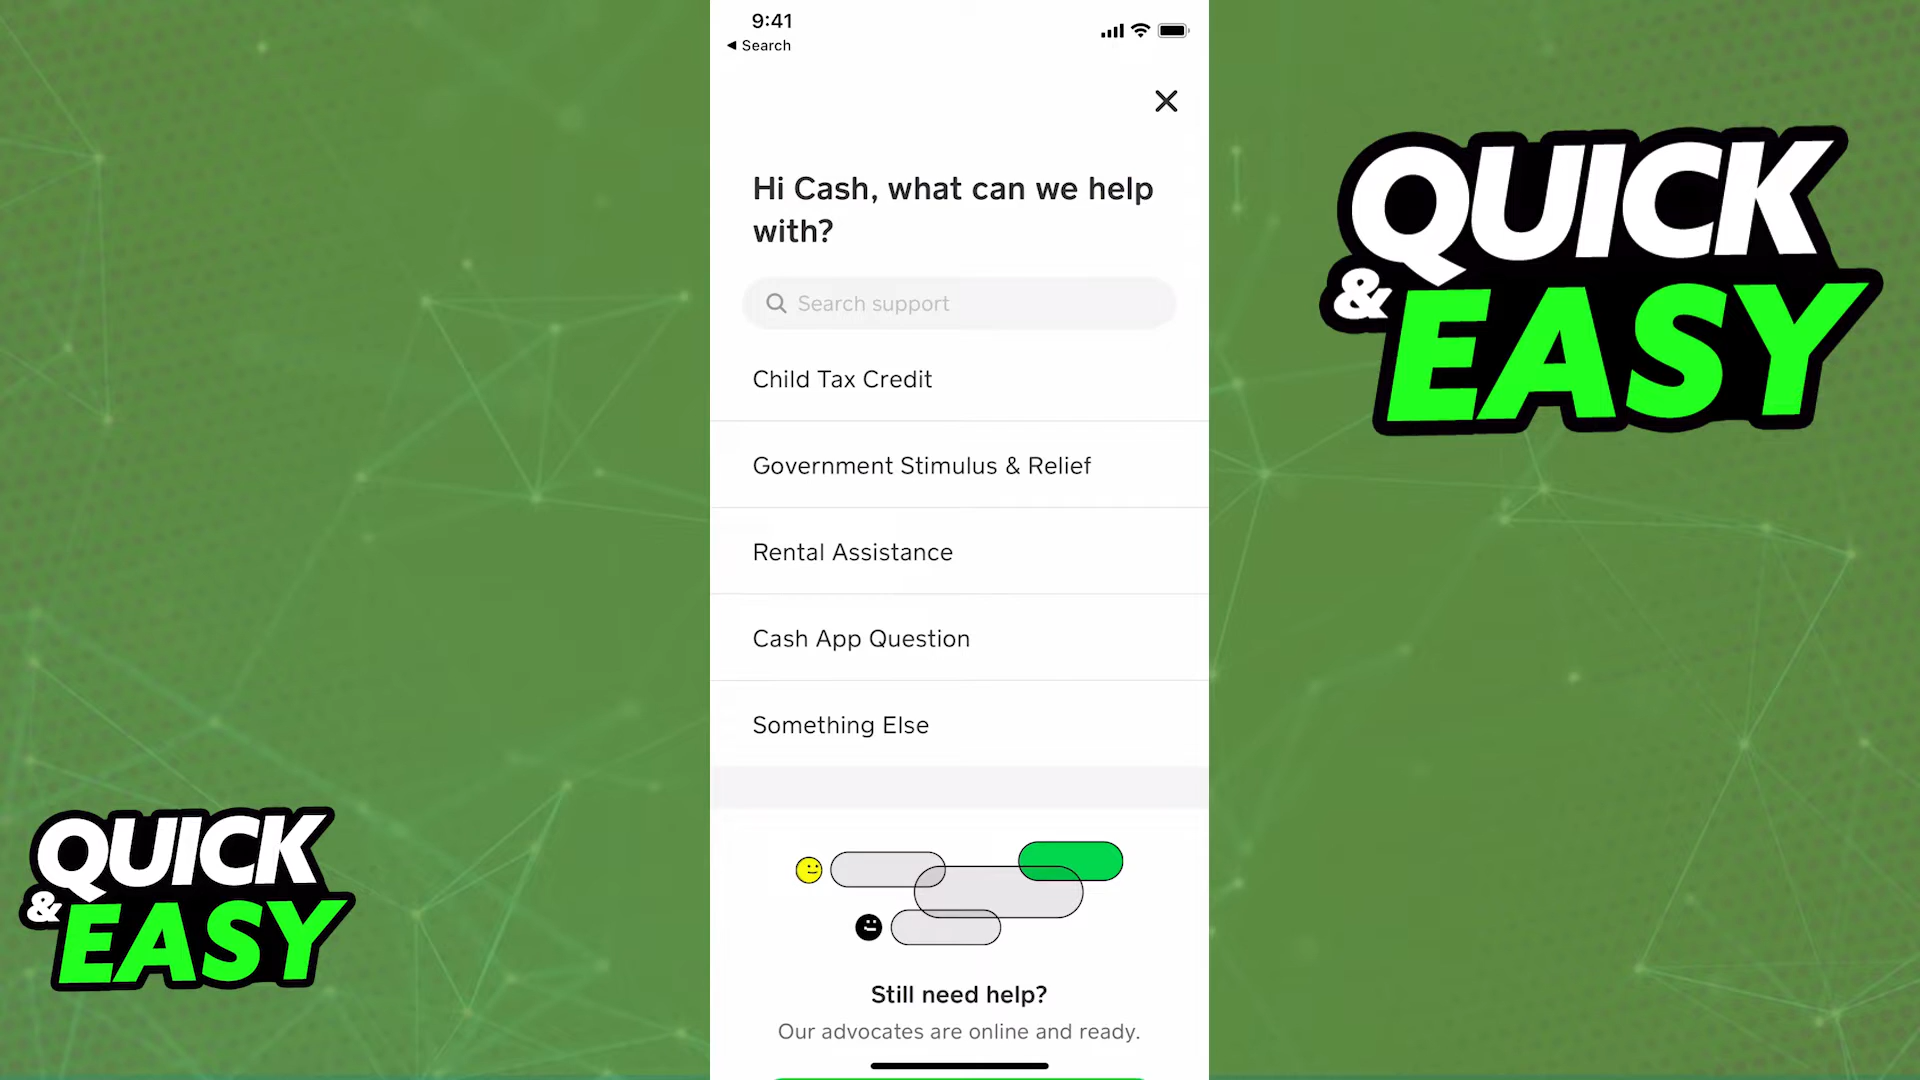 9:41
Search
Hi Cash, what can we help
with?
Search support
Child Tax Credit
Government Stimulus & Relief
Rental Assistance
Cash App Question
Something Else
Still need help?
Our advocates are online and ready.
QUICK
& EASY
QUICK
& EASY